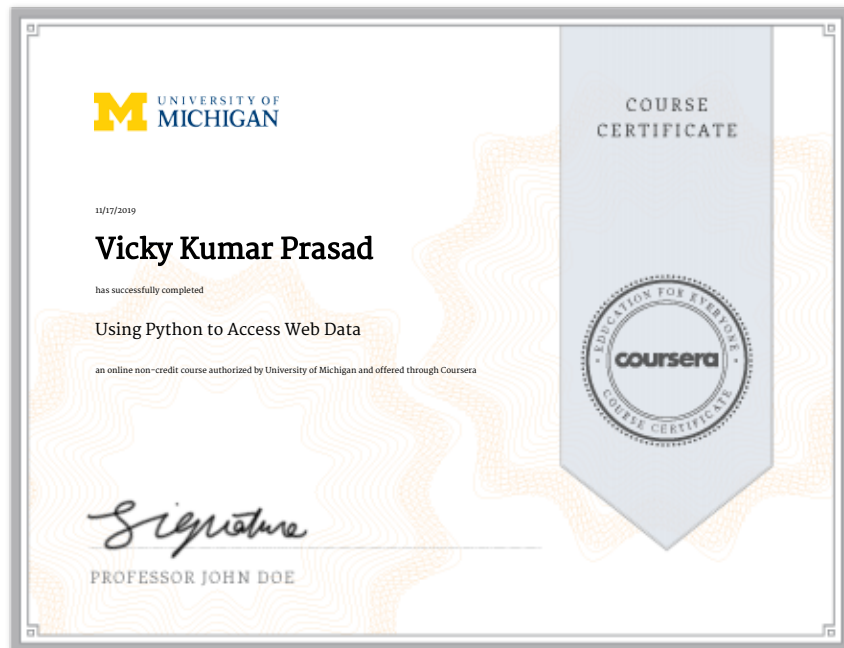 UNIVERSITY OF
MICHIGAN
COURSE
CERTIFICATE
11/17/2019
Vicky Kumar Prasad
has successfully completed
Using Python to Access Web Data
an online non-credit course authorized by University of Michigan and offered through Coursera
EDUCATION FOR EVERYONE
coursera
COURSE CERTIFICATE
Signature
PROFESSOR JOHN DOE